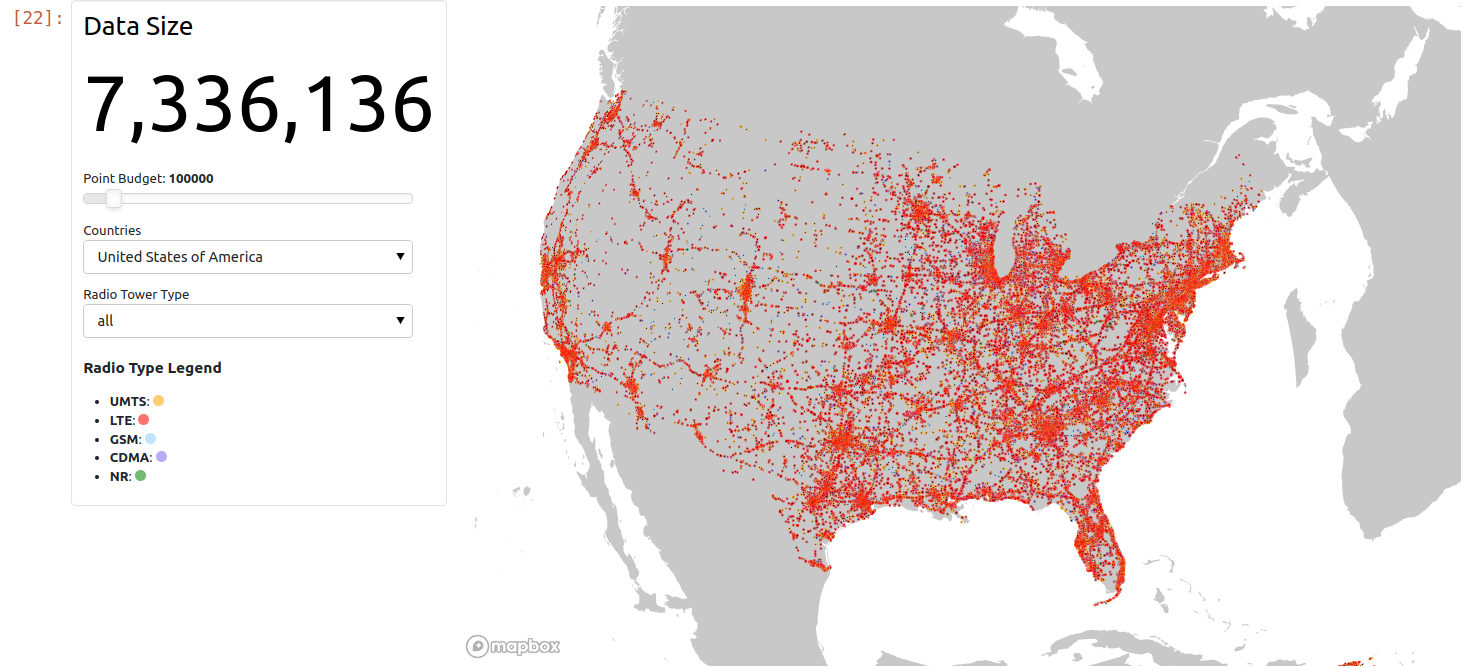 [22]:
Data Size
7,336,136
Point Budget: 100000
Countries
United States of America
Radio Tower Type
all
Radio Type Legend
UMTS:
LTE:
GSM:
CDMA:
NR:
mapbox